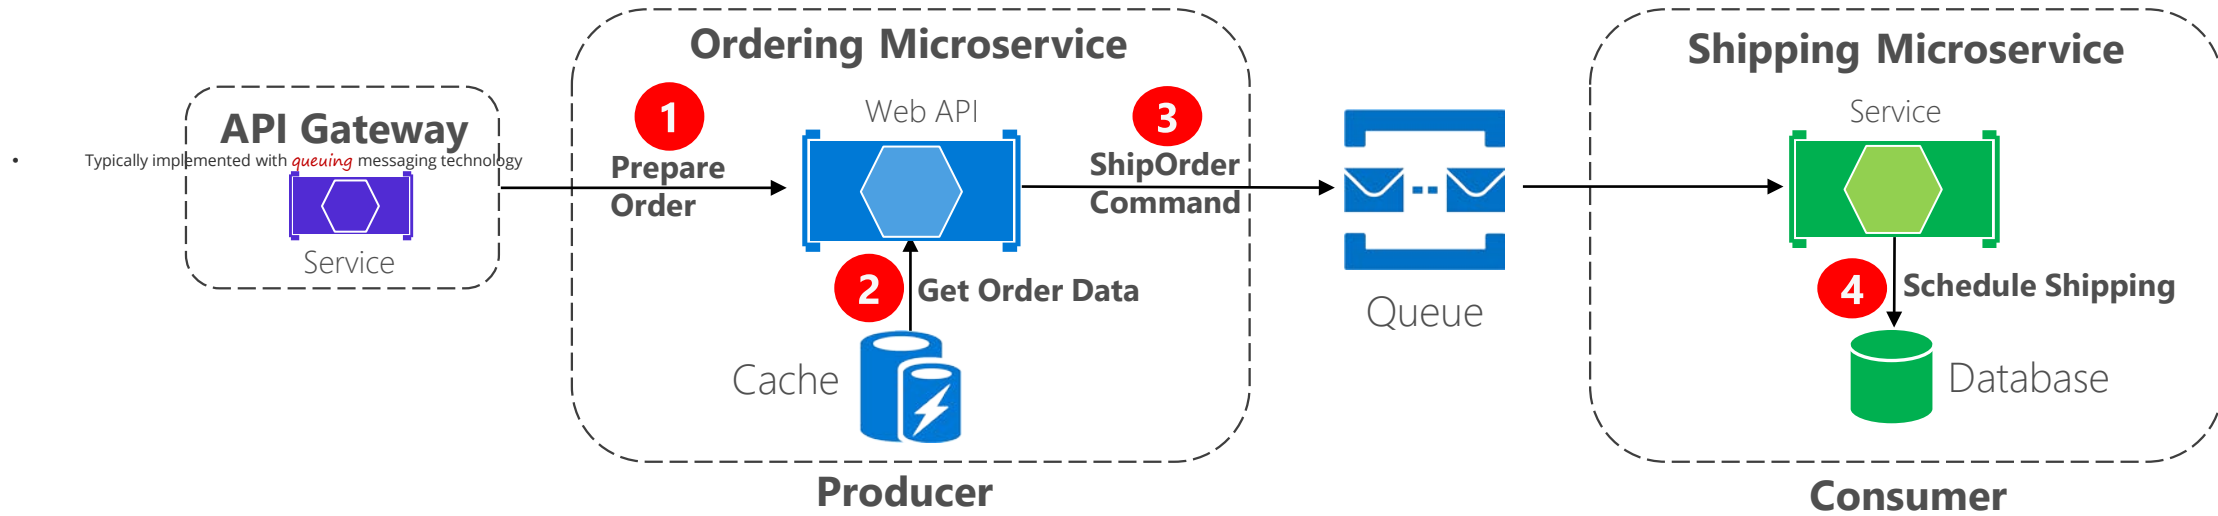 Ordering Microservice
Shipping Microservice
API Gateway
• Typically implemented with queuing messaging technology
Service
1
Prepare
Order
Web API
3
ShipOrder
Command
2
Get Order Data
Cache
Producer
Queue
Service
4
Schedule Shipping
Database
Consumer